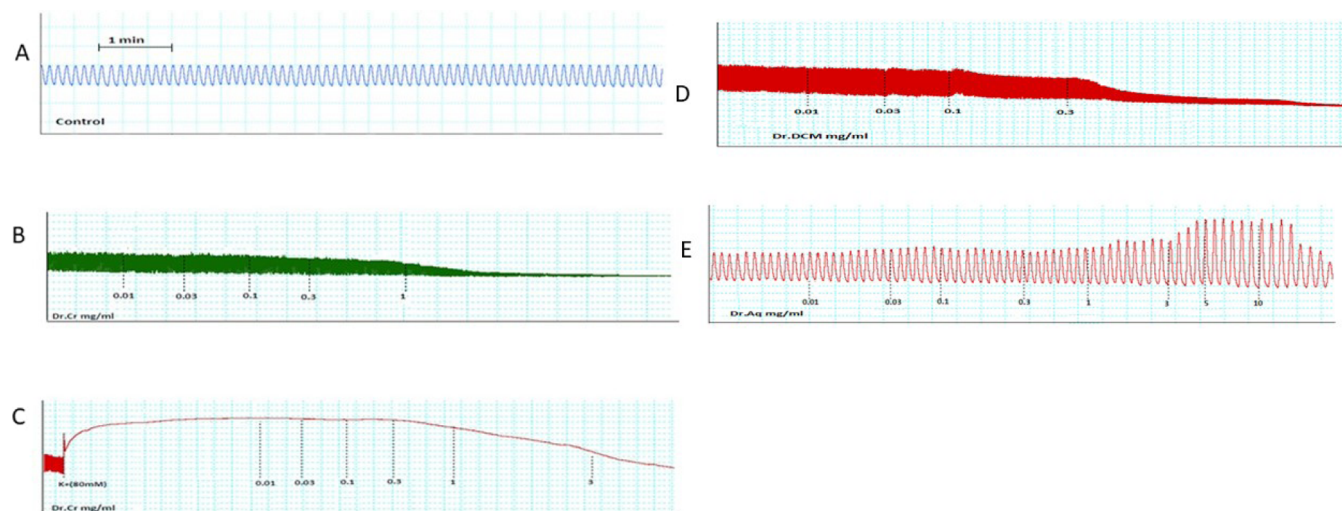 A
1 min
Control
B
0.01 0.03 0.1 0.3 1
Dr.Cr mg/ml
C
K+(80mM) 0.01 0.03 0.1 0.3 1 3
Dr.Cr mg/ml
D
0.01 0.03 0.1 0.3
Dr.DCM mg/ml
E
0.01 0.03 0.1 0.3 1 3 5 10
Dr.Aq mg/ml